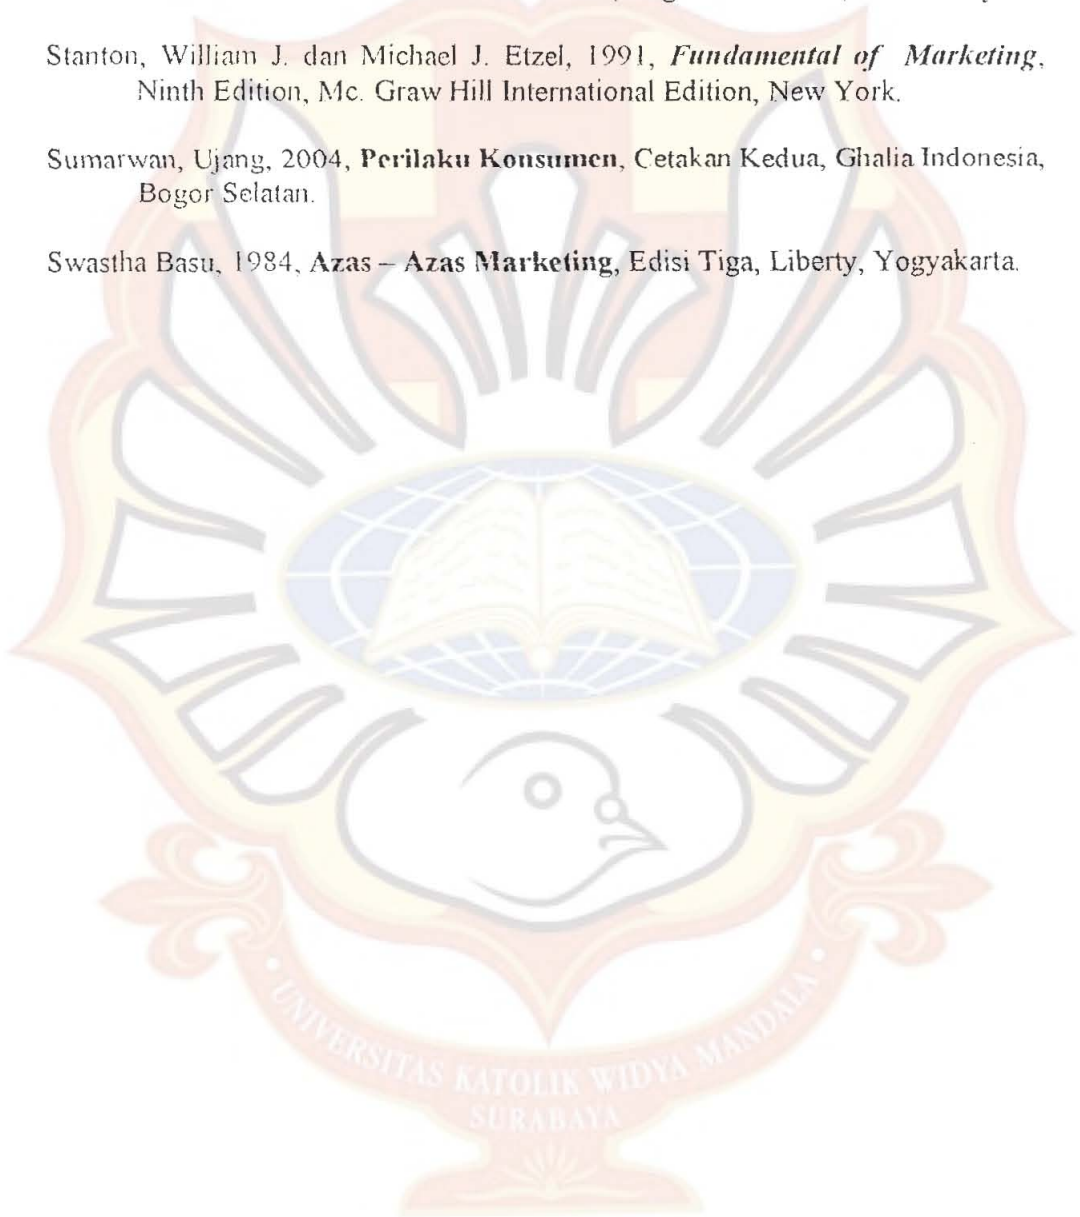 Stanton, William J. dan Michael J. Etzel, 1991, Fundamental of Marketing,
Ninth Edition, Mc. Graw Hill International Edition, New York.
Sumarwan, Ujang, 2004, Perilaku Konsumen, Cetakan Kedua, Ghalia Indonesia,
Bogor Selatan.
Swastha Basu, 1984, Azas – Azas Marketing, Edisi Tiga, Liberty, Yogyakarta.
UNIVERSITAS KATOLIK WIDYA MANDALA
SURABAYA